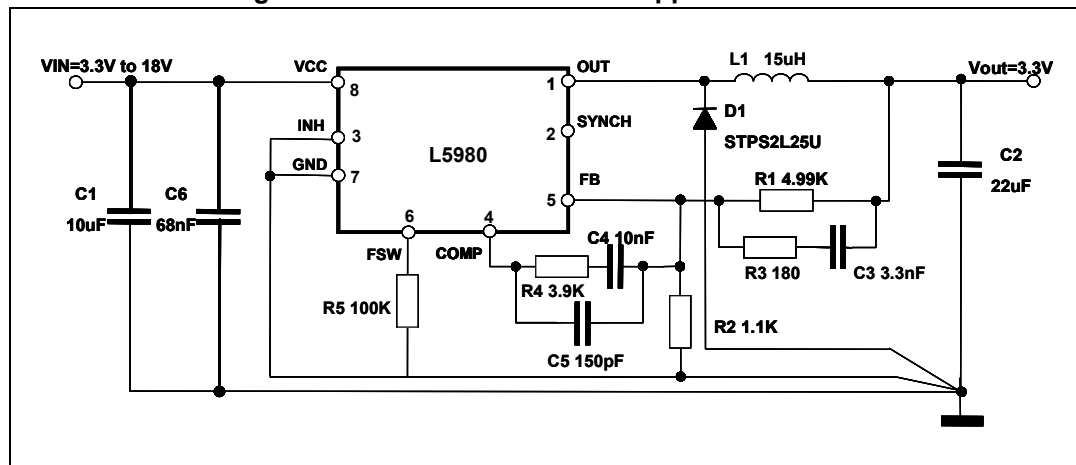 VIN=3.3V to 18V
VCC
8
INH
3
GND
7
L5980
1
OUT
2
SYNCH
5
FB
6
FSW
4
COMP
C1
10uF
C6
68nF
R5 100K
R4 3.9K
C4 10nF
C5 150pF
R2 1.1K
L1 15uH
D1
STPS2L25U
R1 4.99K
R3 180
C3 3.3nF
Vout=3.3V
C2
22uF